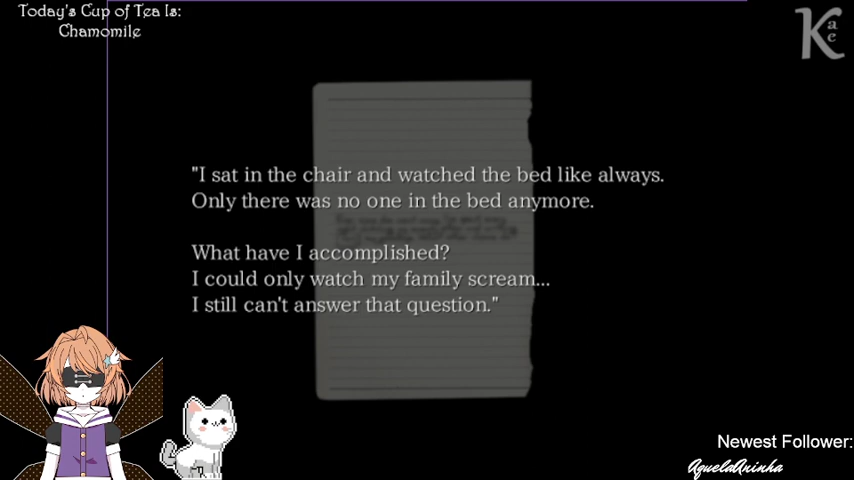 Today's Cup of Tea Is:
Chamomile
Kae
"I sat in the chair and watched the bed like always.
Only there was no one in the bed anymore.
What have I accomplished?
I could only watch my family scream...
I still can't answer that question."
Newest Follower:
AquelaAninha